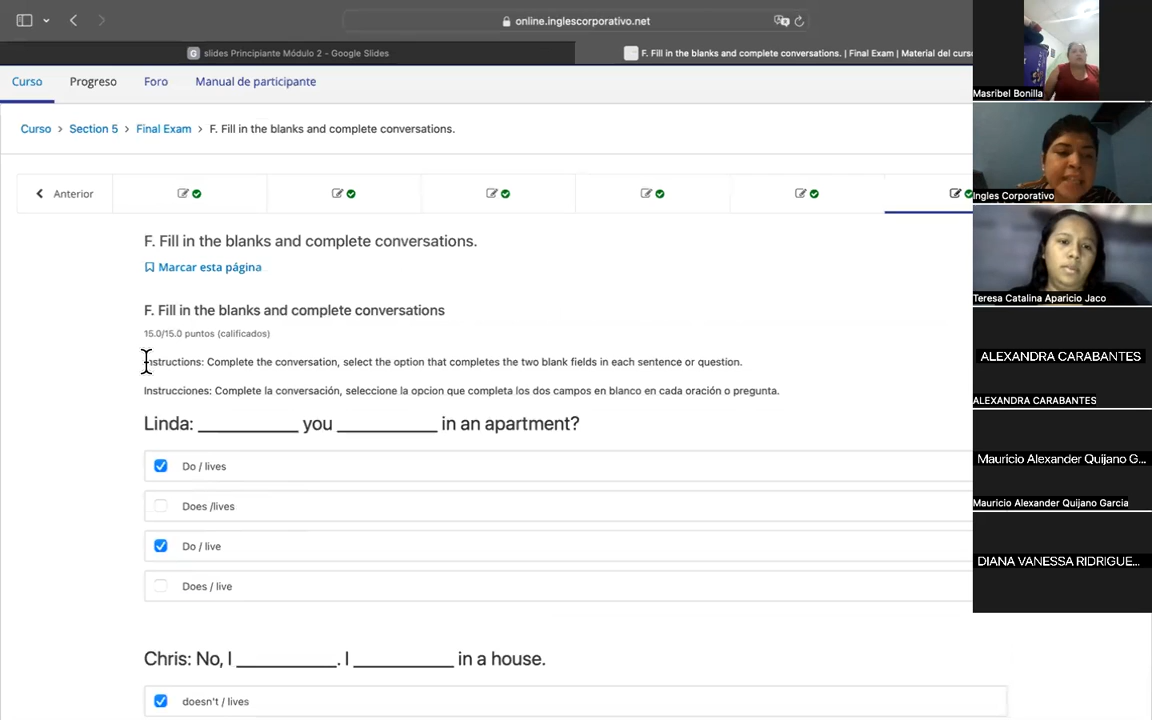 online.inglescorporativo.net
G slides Principiante Módulo 2 - Google Slides
F. Fill in the blanks and complete conversations. | Final Exam | Material del curso
Curso Progreso Foro Manual de participante
Curso > Section 5 > Final Exam > F. Fill in the blanks and complete conversations.
Anterior
F. Fill in the blanks and complete conversations.
Marcar esta página
F. Fill in the blanks and complete conversations
15.0/15.0 puntos (calificados)
Instructions: Complete the conversation, select the option that completes the two blank fields in each sentence or question.
Instrucciones: Complete la conversación, seleccione la opcion que completa los dos campos en blanco en cada oración o pregunta.
Linda: __________ you __________ in an apartment?
Do / lives
Does /lives
Do / live
Does / live
Chris: No, I __________. I __________ in a house.
doesn't / lives
Masribel Bonilla
Ingles Corporativo
Teresa Catalina Aparicio Jaco
ALEXANDRA CARABANTES
ALEXANDRA CARABANTES
Mauricio Alexander Quijano G...
Mauricio Alexander Quijano Garcia
DIANA VANESSA RIDRIGUE...